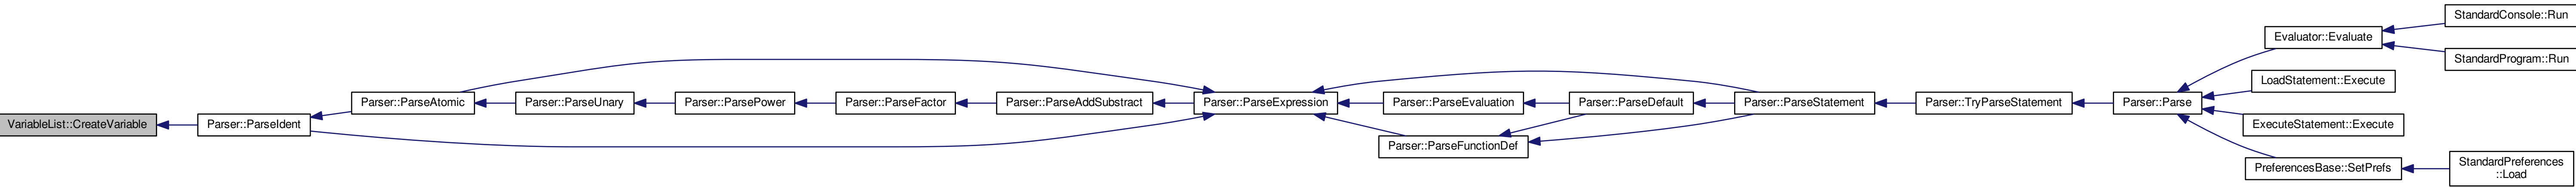 VariableList::CreateVariable
Parser::ParseIdent
Parser::ParseAtomic
Parser::ParseUnary
Parser::ParsePower
Parser::ParseFactor
Parser::ParseAddSubstract
Parser::ParseExpression
Parser::ParseEvaluation
Parser::ParseFunctionDef
Parser::ParseDefault
Parser::ParseStatement
Parser::TryParseStatement
Parser::Parse
Evaluator::Evaluate
StandardConsole::Run
StandardProgram::Run
LoadStatement::Execute
ExecuteStatement::Execute
PreferencesBase::SetPrefs
StandardPreferences
::Load